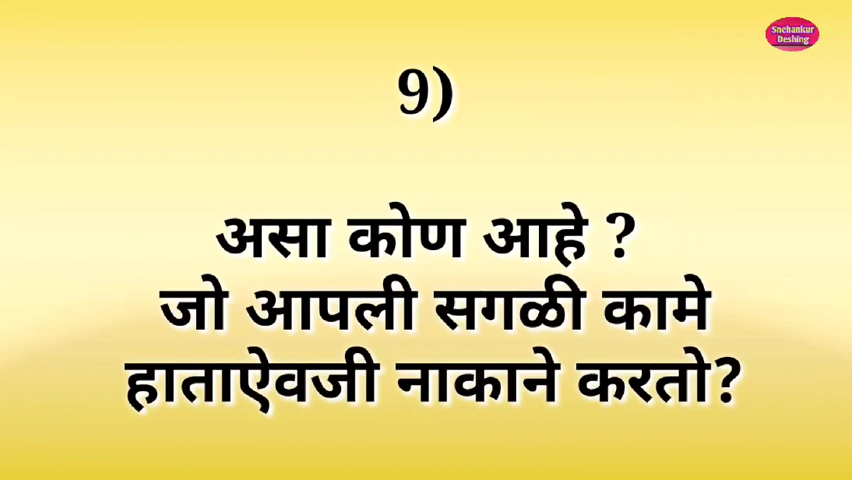 Snehankur
Deshing
9)
असा कोण आहे ?
जो आपली सगळी कामे
हाताऐवजी नाकाने करतो?